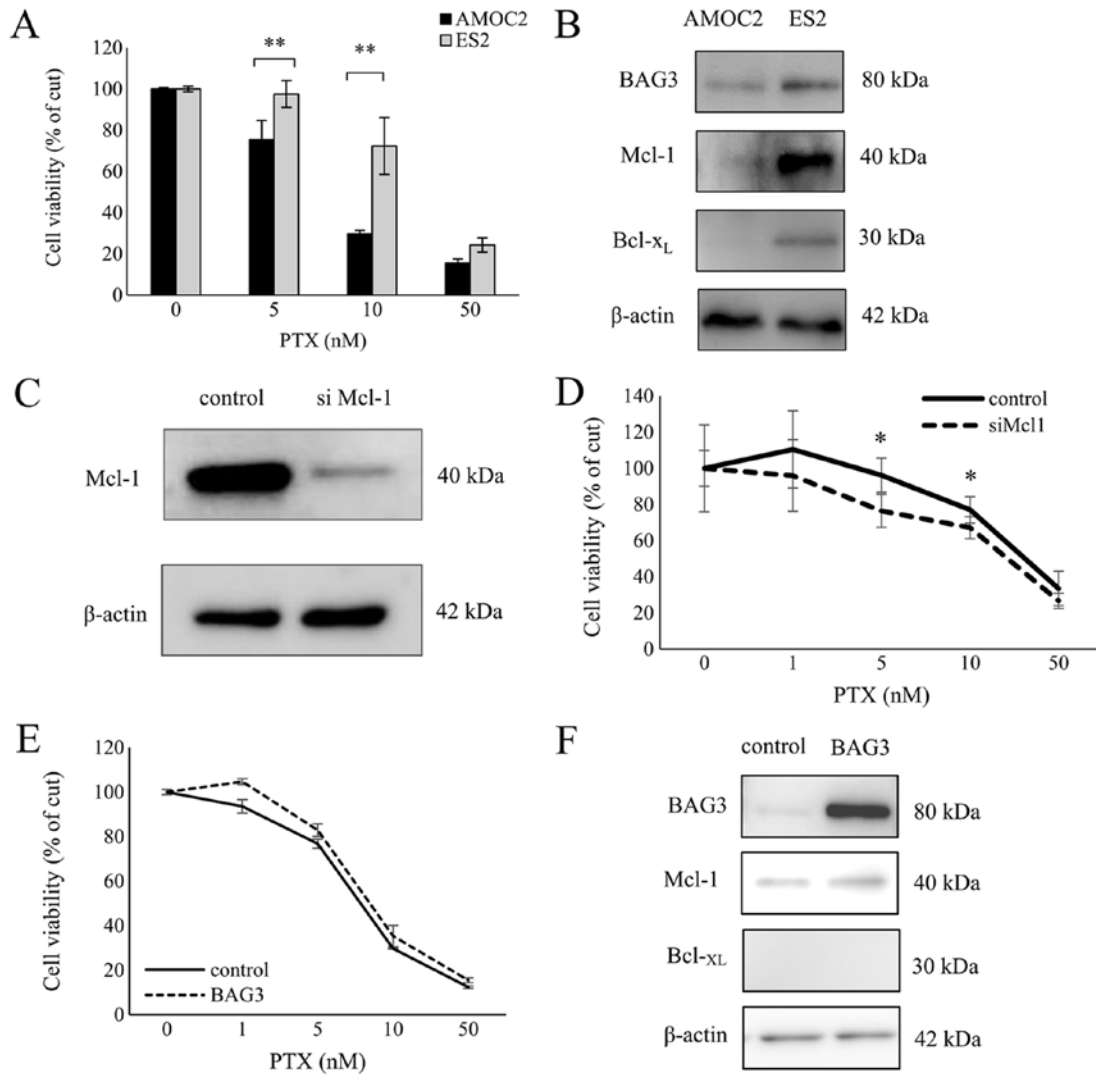 A
AMOC2
ES2
**
**
Cell viability (% of cut)
120
100
80
60
40
20
0
0 5 10 50
PTX (nM)
B
AMOC2 ES2
BAG3 80 kDa
Mcl-1 40 kDa
Bcl-xL 30 kDa
β-actin 42 kDa
C
control si Mcl-1
Mcl-1 40 kDa
β-actin 42 kDa
D
control
siMcl1
*
*
Cell viability (% of cut)
140
120
100
80
60
40
20
0
0 1 5 10 50
PTX (nM)
E
Cell viability (% of cut)
120
100
80
60
40
20
0
control
BAG3
0 1 5 10 50
PTX (nM)
F
control BAG3
BAG3 80 kDa
Mcl-1 40 kDa
Bcl-XL 30 kDa
β-actin 42 kDa